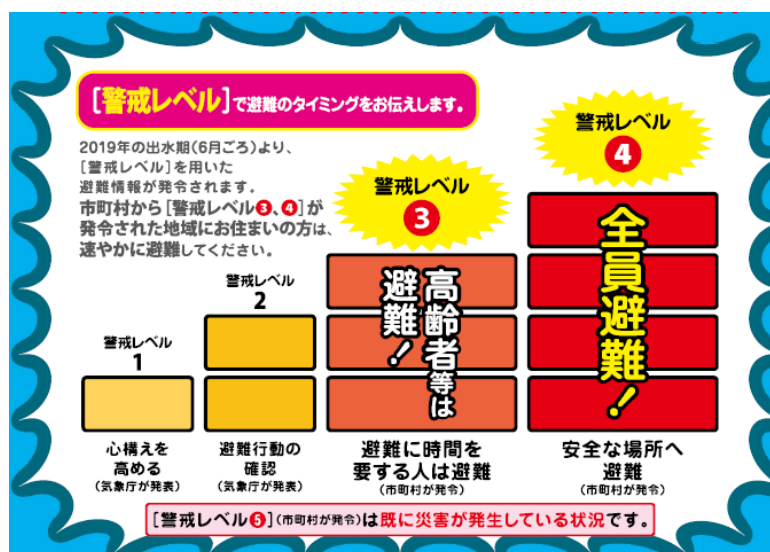 [警戒レベル]で避難のタイミングをお伝えします。
2019年の出水期(6月ごろ)より、
[警戒レベル]を用いた
避難情報が発令されます。
市町村から[警戒レベル❸、❹]が
発令された地域にお住まいの方は、
速やかに避難してください。
警戒レベル
1
心構えを
高める
(気象庁が発表)
警戒レベル
2
避難行動の
確認
(気象庁が発表)
警戒レベル
3
高齢者等は
避難!
避難に時間を
要する人は避難
(市町村が発令)
警戒レベル
4
全員避難!
安全な場所へ
避難
(市町村が発令)
[警戒レベル❺](市町村が発令)は既に災害が発生している状況です。